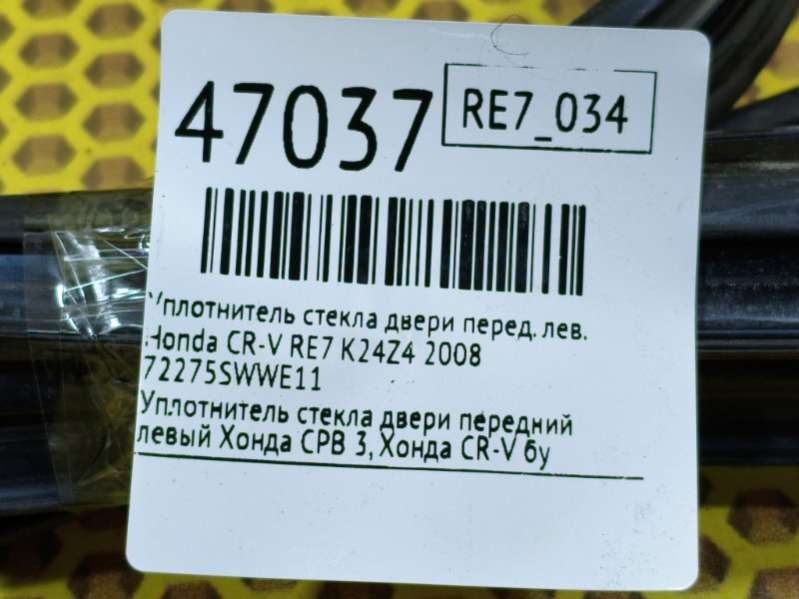 47037
RE7_034
Уплотнитель стекла двери перед. лев.
Honda CR-V RE7 K24Z4 2008
72275SWWE11
Уплотнитель стекла двери передний
левый Хонда СРВ 3, Хонда CR-V бу